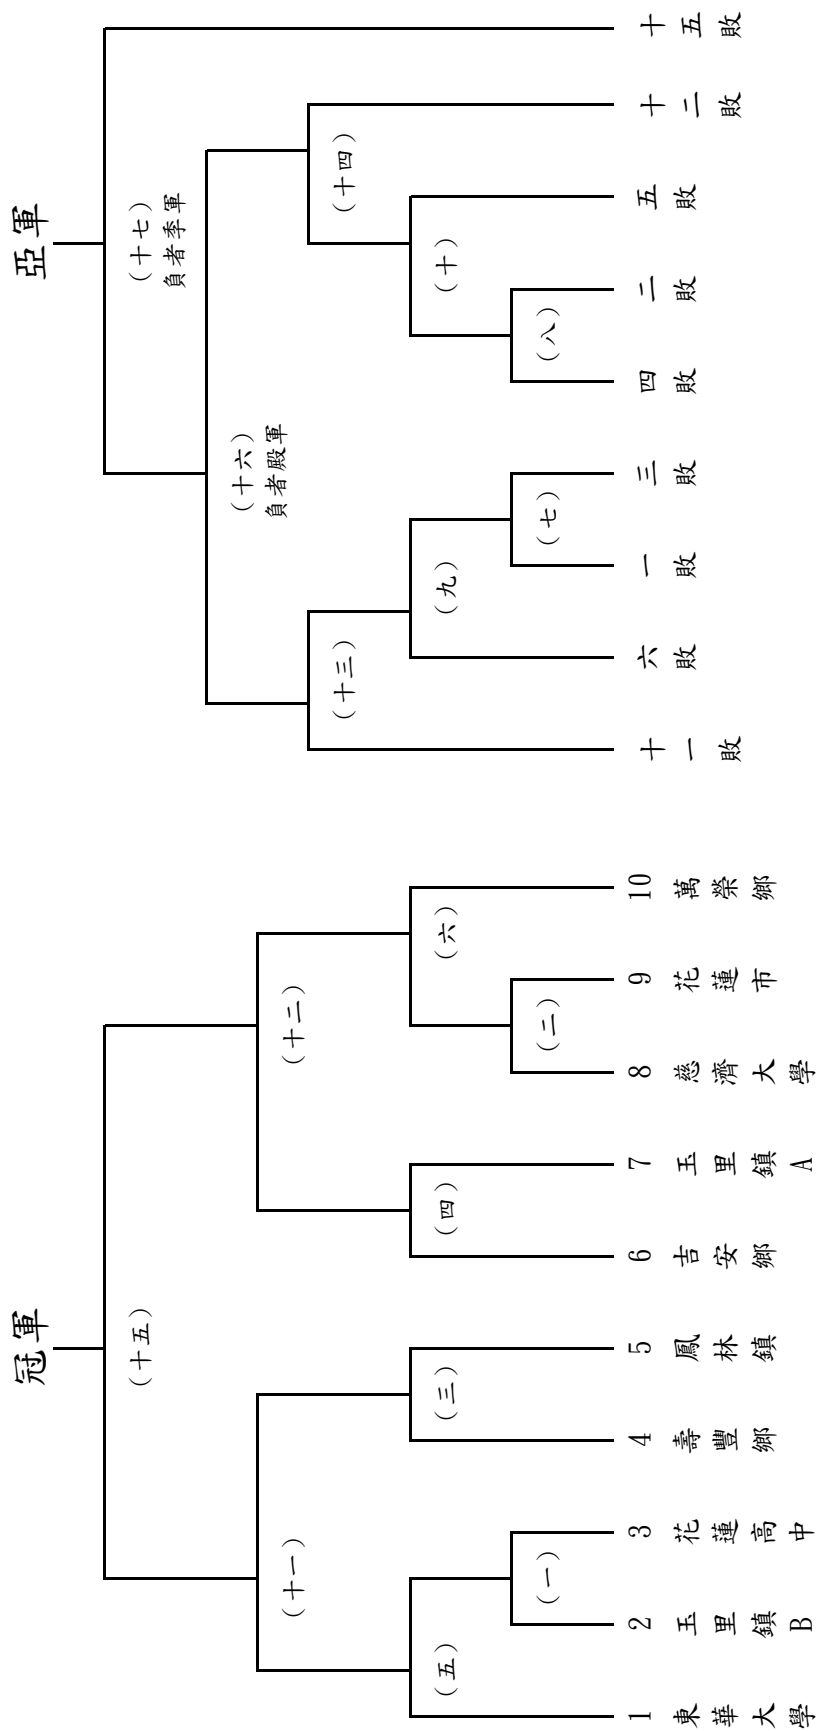 冠軍
(十五)
(十一)
(十二)
(五)
(三)
(四)
(六)
(一)
(二)
1 東華大學
2 玉里鎮B
3 花蓮高中
4 壽豐鄉
5 鳳林鎮
6 吉安鄉
7 玉里鎮A
8 慈濟大學
9 花蓮市
10 萬榮鄉
亞軍
(十七)
負者季軍
(十六)
負者殿軍
(十三)
(十四)
(九)
(十)
(七)
(八)
十一敗
六敗
一敗
三敗
四敗
二敗
五敗
十二敗
十五敗